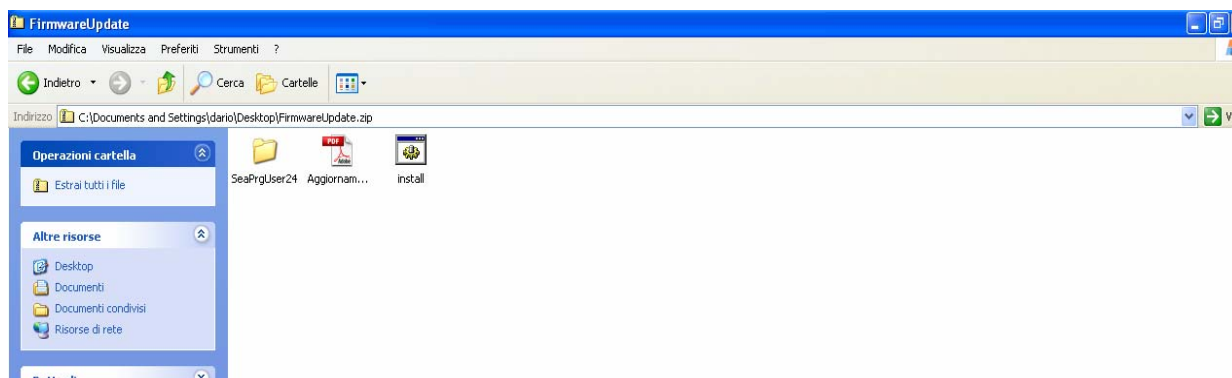 FirmwareUpdate
File Modifica Visualizza Preferiti Strumenti ?
Indietro Cerca Cartelle
Indirizzo C:\Documents and Settings\dario\Desktop\FirmwareUpdate.zip V
Operazioni cartella
Estrai tutti i file
SeaPrgUser24 Aggiornam... install
PDF
Adobe
Altre risorse
Desktop
Documenti
Documenti condivisi
Risorse di rete